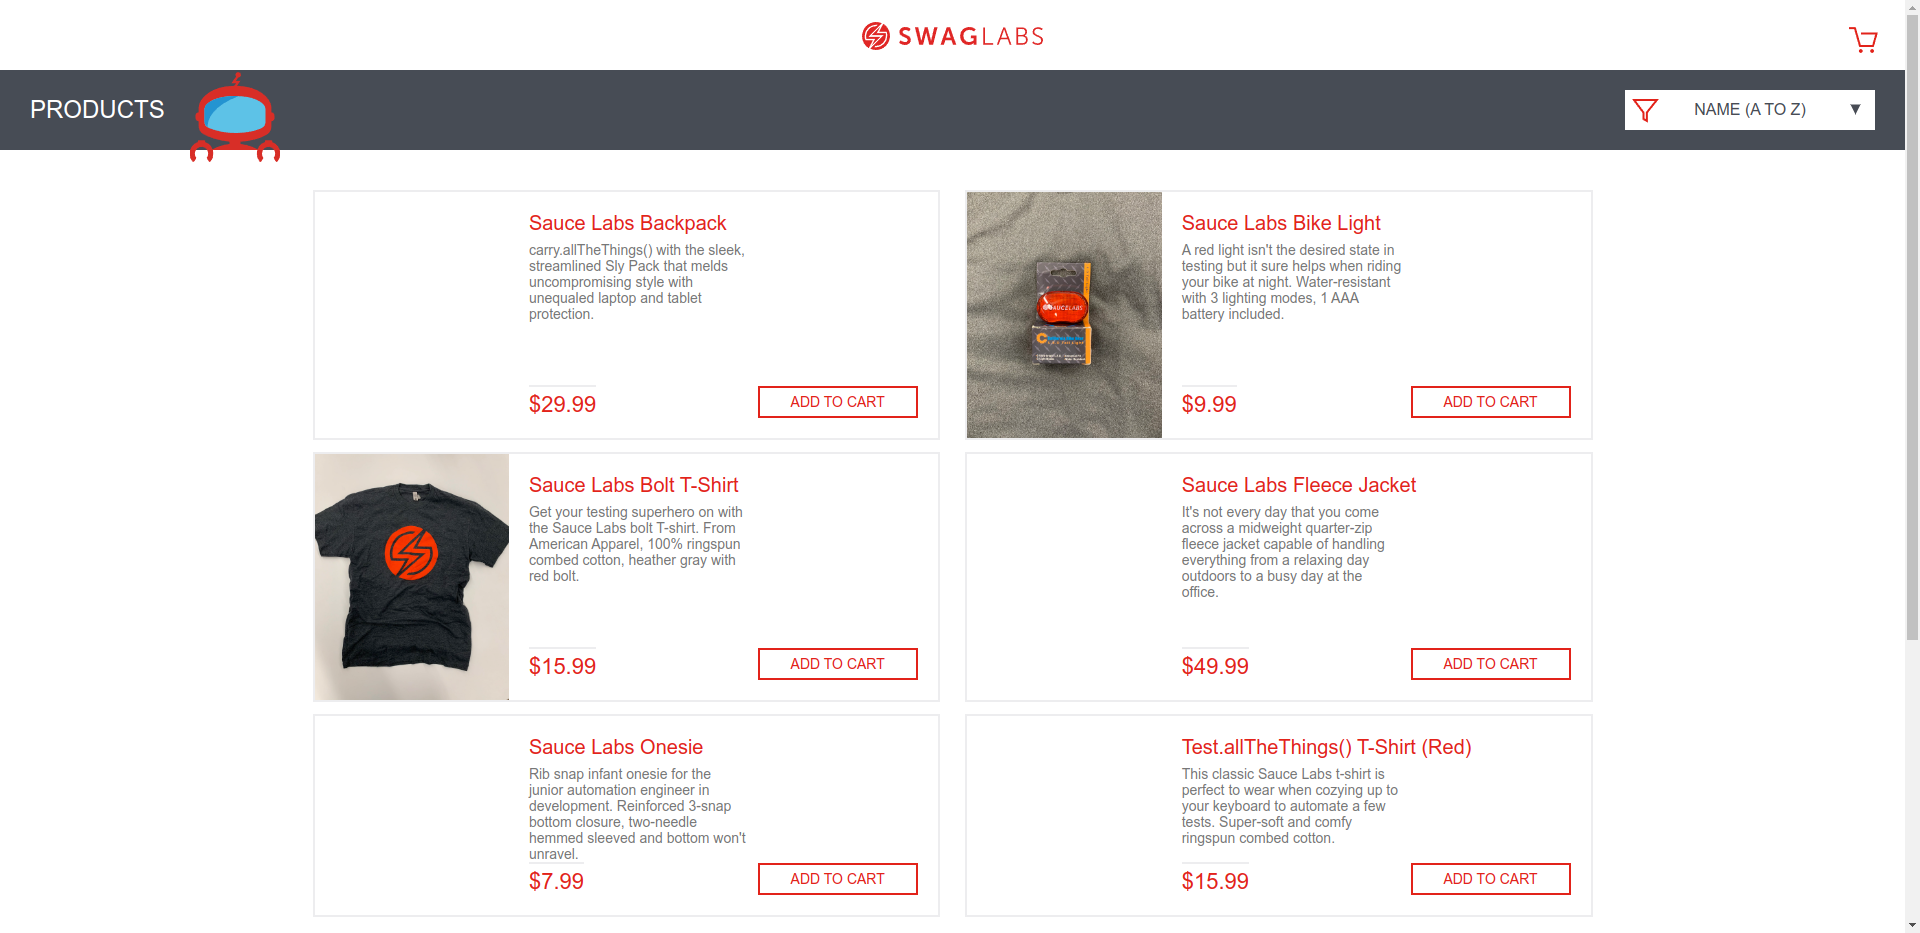 SWAGLABS
PRODUCTS
NAME (A TO Z)
Sauce Labs Backpack
carry.allTheThings() with the sleek,
streamlined Sly Pack that melds
uncompromising style with
unequaled laptop and tablet
protection.
$29.99
ADD TO CART
Sauce Labs Bike Light
A red light isn't the desired state in
testing but it sure helps when riding
your bike at night. Water-resistant
with 3 lighting modes, 1 AAA
battery included.
$9.99
ADD TO CART
SAUCELABS
Sauce Labs Bolt T-Shirt
Get your testing superhero on with
the Sauce Labs bolt T-shirt. From
American Apparel, 100% ringspun
combed cotton, heather gray with
red bolt.
$15.99
ADD TO CART
Sauce Labs Fleece Jacket
It's not every day that you come
across a midweight quarter-zip
fleece jacket capable of handling
everything from a relaxing day
outdoors to a busy day at the
office.
$49.99
ADD TO CART
Sauce Labs Onesie
Rib snap infant onesie for the
junior automation engineer in
development. Reinforced 3-snap
bottom closure, two-needle
hemmed sleeved and bottom won't
unravel.
$7.99
ADD TO CART
Test.allTheThings() T-Shirt (Red)
This classic Sauce Labs t-shirt is
perfect to wear when cozying up to
your keyboard to automate a few
tests. Super-soft and comfy
ringspun combed cotton.
$15.99
ADD TO CART